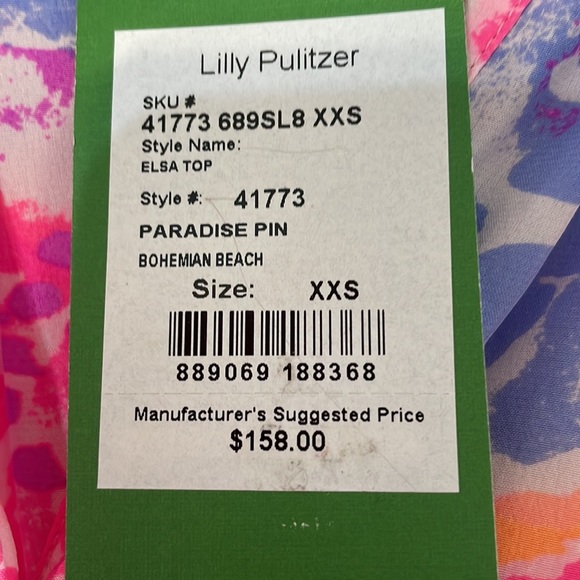 Lilly Pulitzer
SKU #
41773 689SL8 XXS
Style Name:
ELSA TOP
Style #: 41773
PARADISE PIN
BOHEMIAN BEACH
Size: XXS
889069 188368
Manufacturer's Suggested Price
$158.00